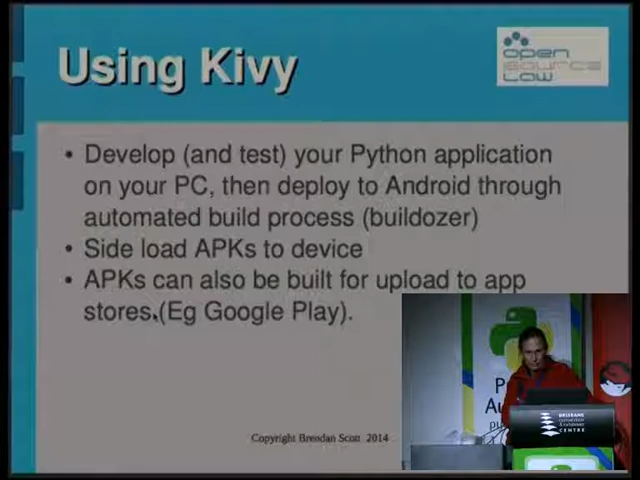 Using Kivy
open
source
Law
• Develop (and test) your Python application
on your PC, then deploy to Android through
automated build process (buildozer)
• Side load APKs to device
• APKs can also be built for upload to app
stores.(Eg Google Play).
Copyright Brendan Scott 2014
BRISBANE
CENTRE